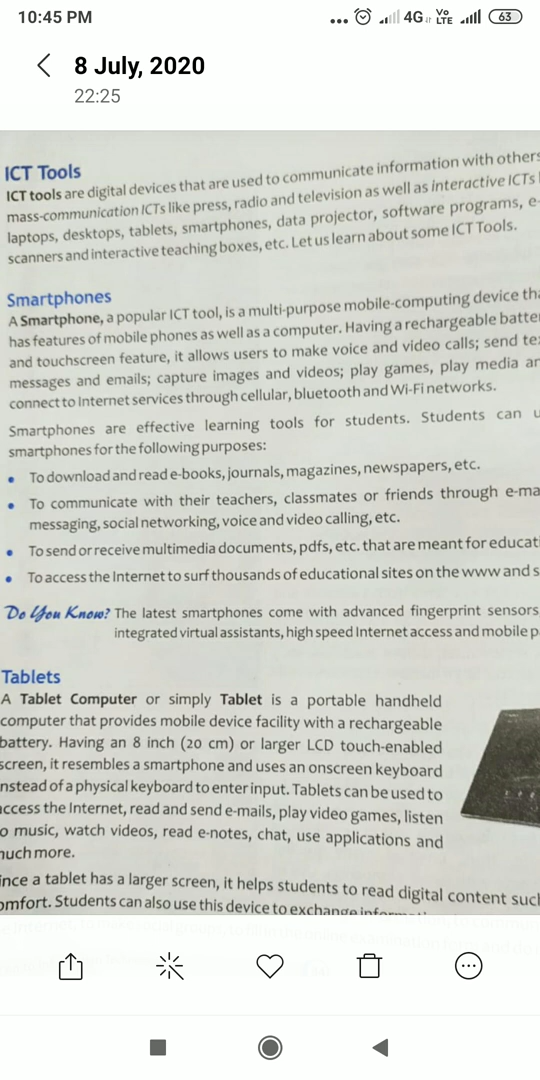 10:45 PM
4G
Vo
LTE
63
8 July, 2020
22:25
ICT Tools
ICT tools are digital devices that are used to communicate information with others
mass-communication ICTs like press, radio and television as well as interactive ICTs
laptops, desktops, tablets, smartphones, data projector, software programs, e-
scanners and interactive teaching boxes, etc. Let us learn about some ICT Tools.
Smartphones
A Smartphone, a popular ICT tool, is a multi-purpose mobile-computing device tha
has features of mobile phones as well as a computer. Having a rechargeable batte
and touchscreen feature, it allows users to make voice and video calls; send te
messages and emails; capture images and videos; play games, play media an
connect to Internet services through cellular, bluetooth and Wi-Fi networks.
Smartphones are effective learning tools for students. Students can u
smartphones for the following purposes:
• To download and read e-books, journals, magazines, newspapers, etc.
• To communicate with their teachers, classmates or friends through e-ma
messaging, social networking, voice and video calling, etc.
• To send or receive multimedia documents, pdfs, etc. that are meant for educati
• To access the Internet to surf thousands of educational sites on the www and s
Do You Know? The latest smartphones come with advanced fingerprint sensors
integrated virtual assistants, high speed Internet access and mobile p
Tablets
A Tablet Computer or simply Tablet is a portable handheld
computer that provides mobile device facility with a rechargeable
battery. Having an 8 inch (20 cm) or larger LCD touch-enabled
screen, it resembles a smartphone and uses an onscreen keyboard
nstead of a physical keyboard to enter input. Tablets can be used to
access the Internet, read and send e-mails, play video games, listen
o music, watch videos, read e-notes, chat, use applications and
much more.
ince a tablet has a larger screen, it helps students to read digital content such
omfort. Students can also use this device to exchange